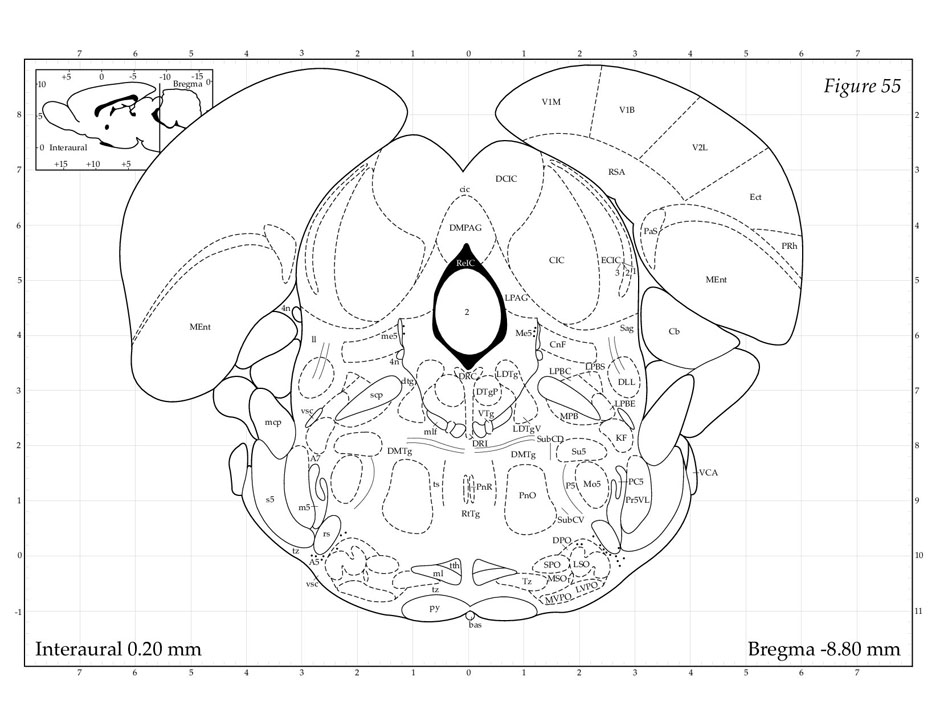 7 6 5 4 3 2 1 0 1 2 3 4 5 6 7
+5 0 -5 -10 -15
Bregma
10 0
5
0 Interaural
+15 +10 +5
Figure 55
8 2
7 3
6 4
5 5
4 6
3 7
2 8
1 9
0 10
-1 11
V1M
V1B
V2L
RSA
DCIC
cic
Ect
DMPAG
PaS
PRh
RelC
CIC
ECIC
3 2 1
MEnt
LPAG
4n
2
MEnt
Sag
Cb
ll
me5
Me5
CnF
4n
DRC
LDTg
LPBC
LPBS
dtg
DLL
scp
DTgP
LPBE
vsc
VTg
MPB
mcp
mlf
LDTgV
KF
DRI
SubCD
DMTg
DMTg
Su5
A7
VCA
ts
PnR
PnO
P5
Mo5
PC5
s5
Pr5VL
m5
RtTg
SubCV
rs
DPO
tz
A5
tth
SPO
LSO
ml
MSO
vsc
Tz
tz
LVPO
MVPO
py
bas
Interaural 0.20 mm
Bregma -8.80 mm
7 6 5 4 3 2 1 0 1 2 3 4 5 6 7